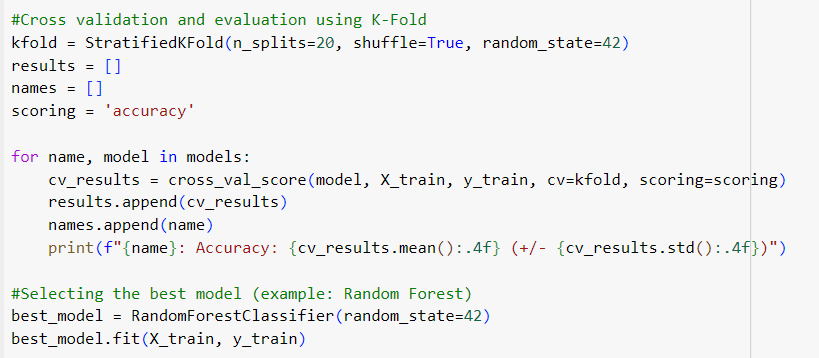 #Cross validation and evaluation using K-Fold
kfold = StratifiedKFold(n_splits=20, shuffle=True, random_state=42)
results = []
names = []
scoring = 'accuracy'

for name, model in models:
    cv_results = cross_val_score(model, X_train, y_train, cv=kfold, scoring=scoring)
    results.append(cv_results)
    names.append(name)
    print(f"{name}: Accuracy: {cv_results.mean():.4f} (+/- {cv_results.std():.4f})")

#Selecting the best model (example: Random Forest)
best_model = RandomForestClassifier(random_state=42)
best_model.fit(X_train, y_train)